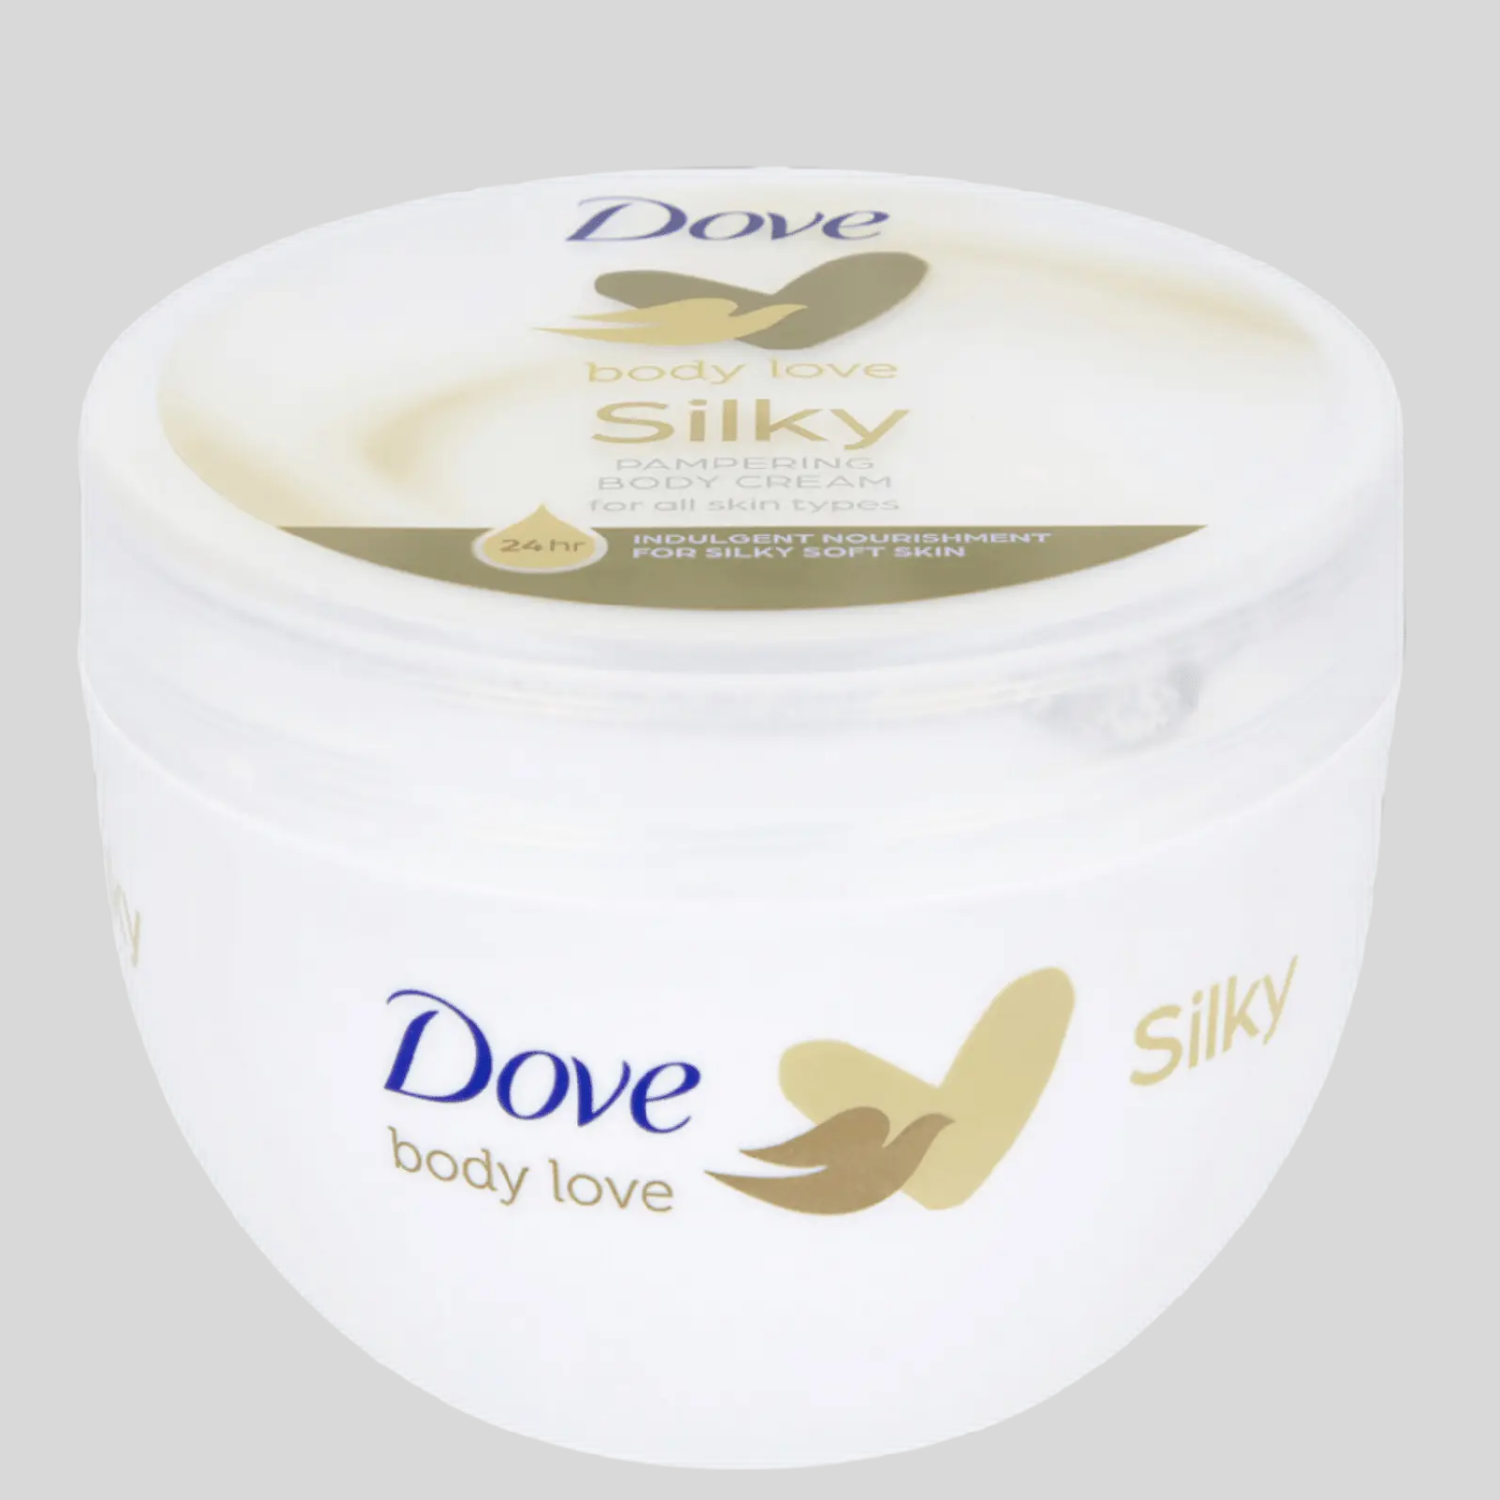 Dove
body love
Silky
PAMPERING
BODY CREAM
for all skin types
24hr
INDULGENT NOURISHMENT
FOR SILKY SOFT SKIN
Dove
body love
Silky